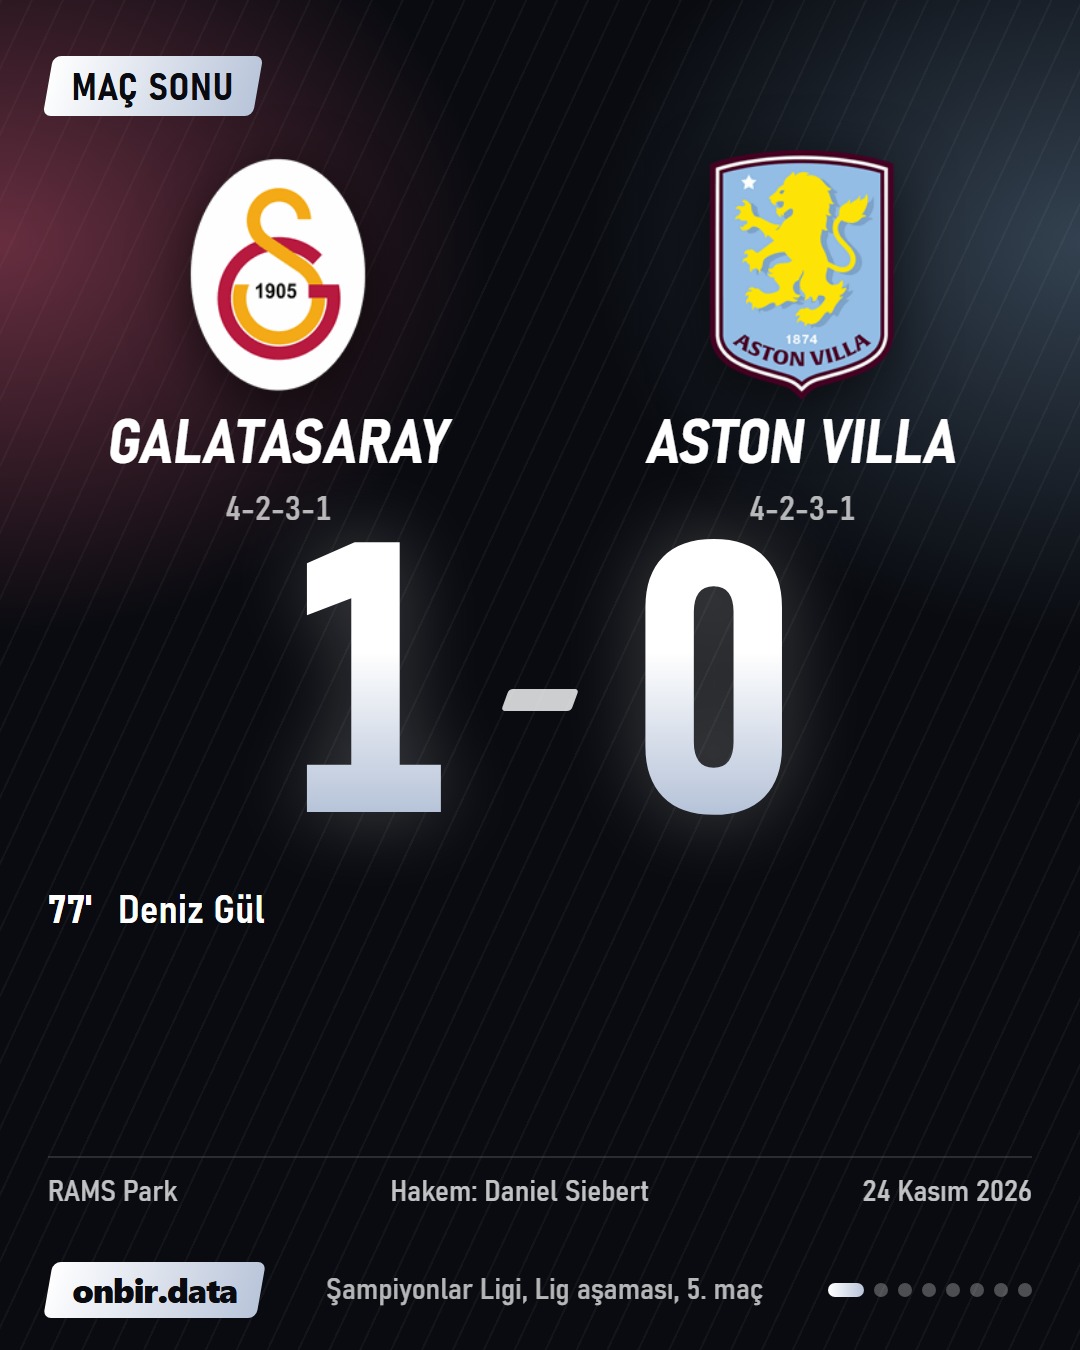 MAÇ SONU
1905
1874
ASTON VILLA
GALATASARAY
ASTON VILLA
4-2-3-1
4-2-3-1
1 - 0
77' Deniz Gül
RAMS Park
Hakem: Daniel Siebert
24 Kasım 2026
onbir.data
Şampiyonlar Ligi, Lig aşaması, 5. maç